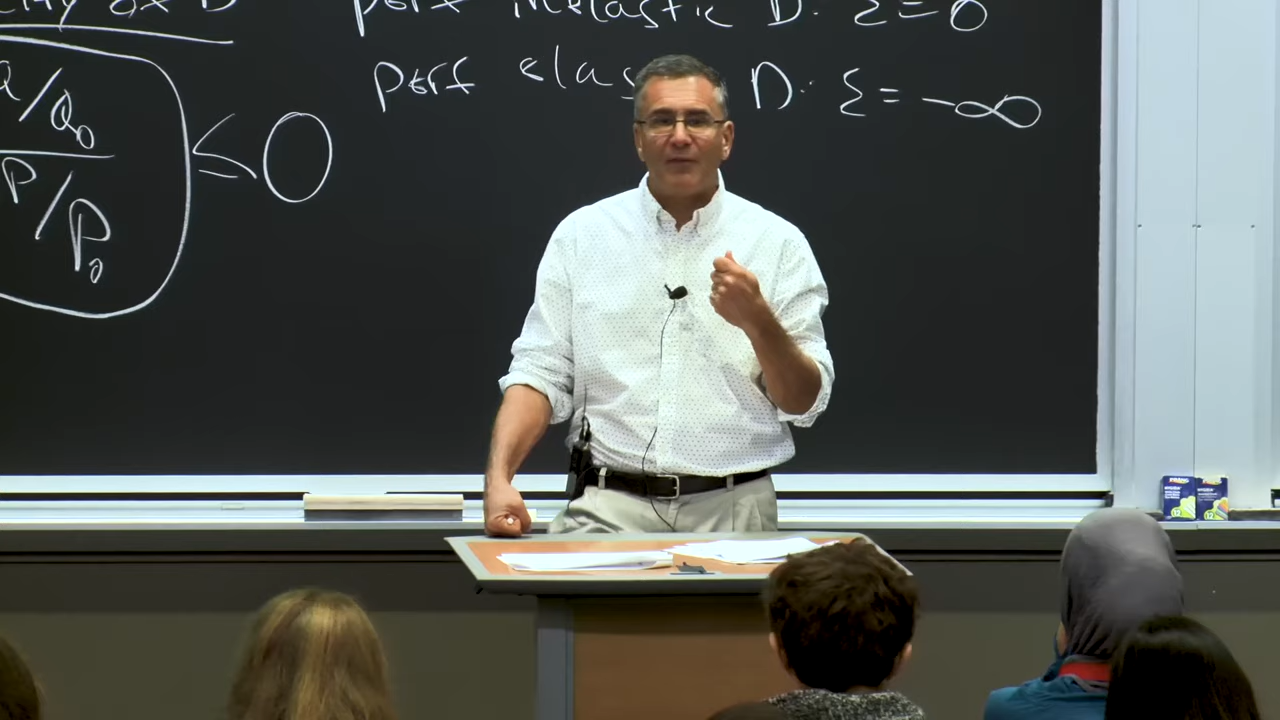 perf inelastic D: Ɛ=0
perf elas D: Ɛ=-∞
/Q₀
P/P₀
≤0